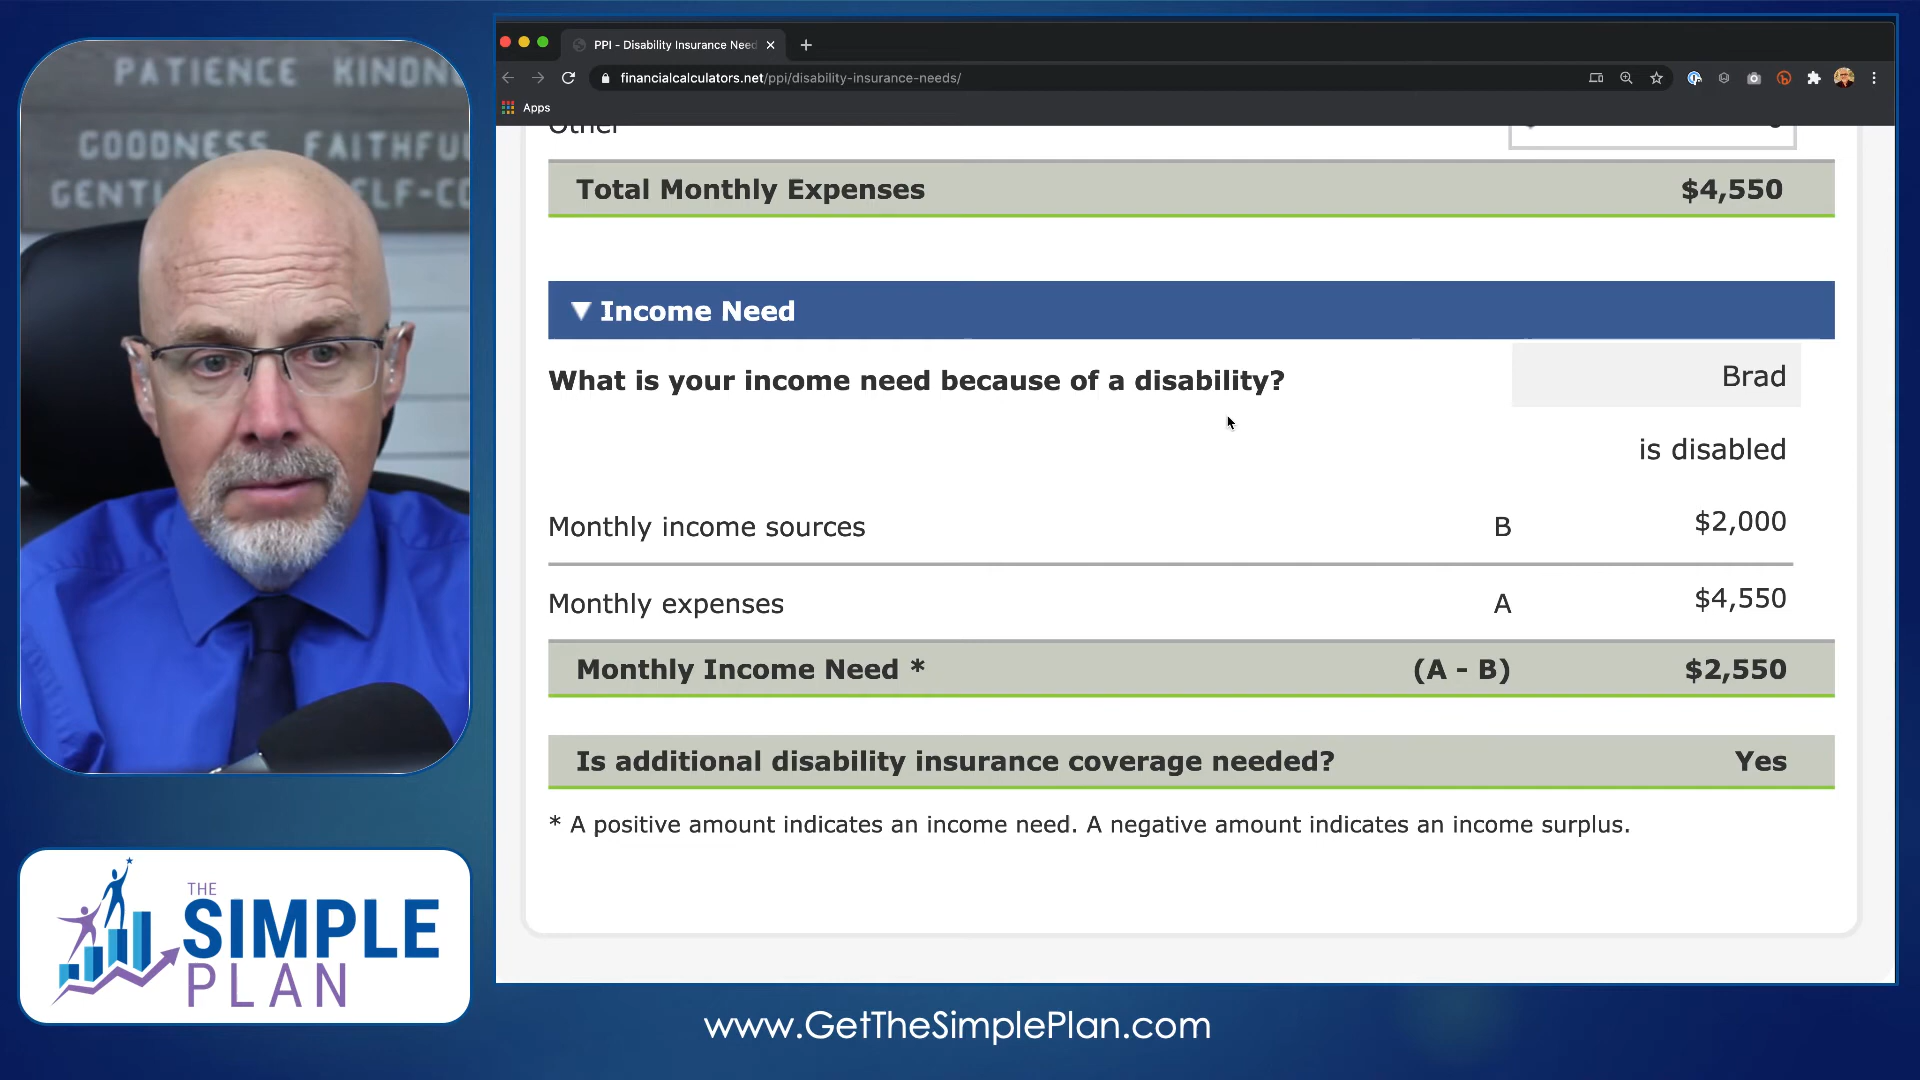 PATIENCE KINDN
GOODNESS FAITHFU
GENTL ELF-CO
THE
SIMPLE
PLAN
PPI - Disability Insurance Need
financialcalculators.net/ppi/disability-insurance-needs/
Apps
Other
Total Monthly Expenses $4,550
▼ Income Need
What is your income need because of a disability? Brad
is disabled
Monthly income sources B $2,000
Monthly expenses A $4,550
Monthly Income Need * (A - B) $2,550
Is additional disability insurance coverage needed? Yes
* A positive amount indicates an income need. A negative amount indicates an income surplus.
www.GetTheSimplePlan.com